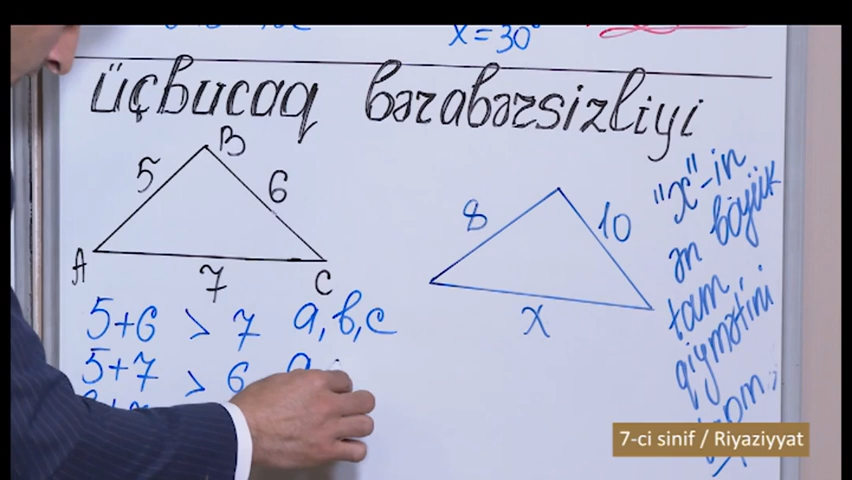 x = 30°
üçbucaq bərabərsizliyi
B
5
6
A
7
C
5+6 > 7 a, b, c
5+7 > 6
8
10
x
"x"-in
ən böyük
tam
qiymətini
7-ci sinif / Riyaziyyat